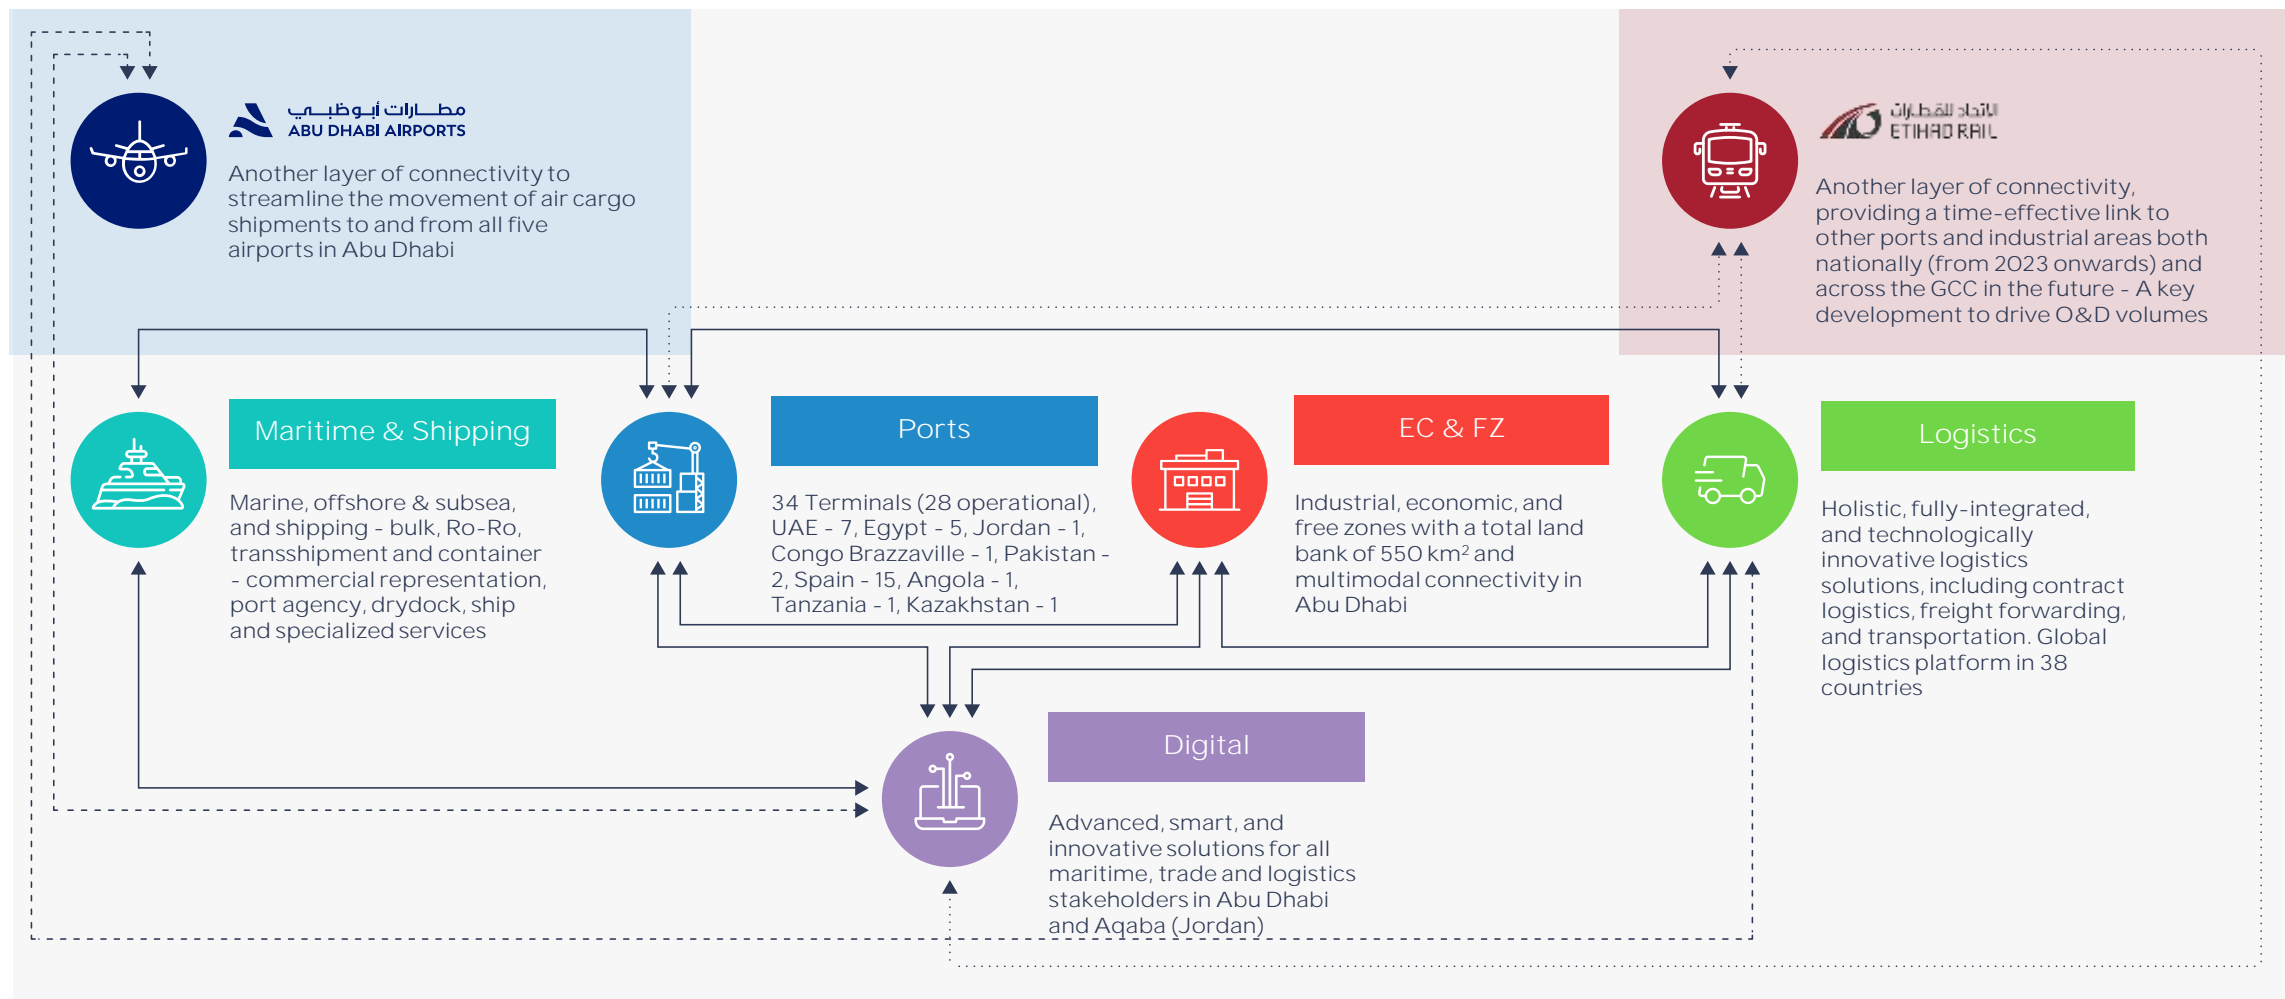 مطارات أبوظبي
ABU DHABI AIRPORTS
Another layer of connectivity to
streamline the movement of air cargo
shipments to and from all five
airports in Abu Dhabi
الاتحاد للقطارات
ETIHAD RAIL
Another layer of connectivity,
providing a time-effective link to
other ports and industrial areas both
nationally (from 2023 onwards) and
across the GCC in the future - A key
development to drive O&D volumes
Maritime & Shipping
Marine, offshore & subsea,
and shipping - bulk, Ro-Ro,
transshipment and container
- commercial representation,
port agency, drydock, ship
and specialized services
Ports
34 Terminals (28 operational),
UAE - 7, Egypt - 5, Jordan - 1,
Congo Brazzaville - 1, Pakistan -
2, Spain - 15, Angola - 1,
Tanzania - 1, Kazakhstan - 1
EC & FZ
Industrial, economic, and
free zones with a total land
bank of 550 km² and
multimodal connectivity in
Abu Dhabi
Logistics
Holistic, fully-integrated,
and technologically
innovative logistics
solutions, including contract
logistics, freight forwarding,
and transportation. Global
logistics platform in 38
countries
Digital
Advanced, smart, and
innovative solutions for all
maritime, trade and logistics
stakeholders in Abu Dhabi
and Aqaba (Jordan)